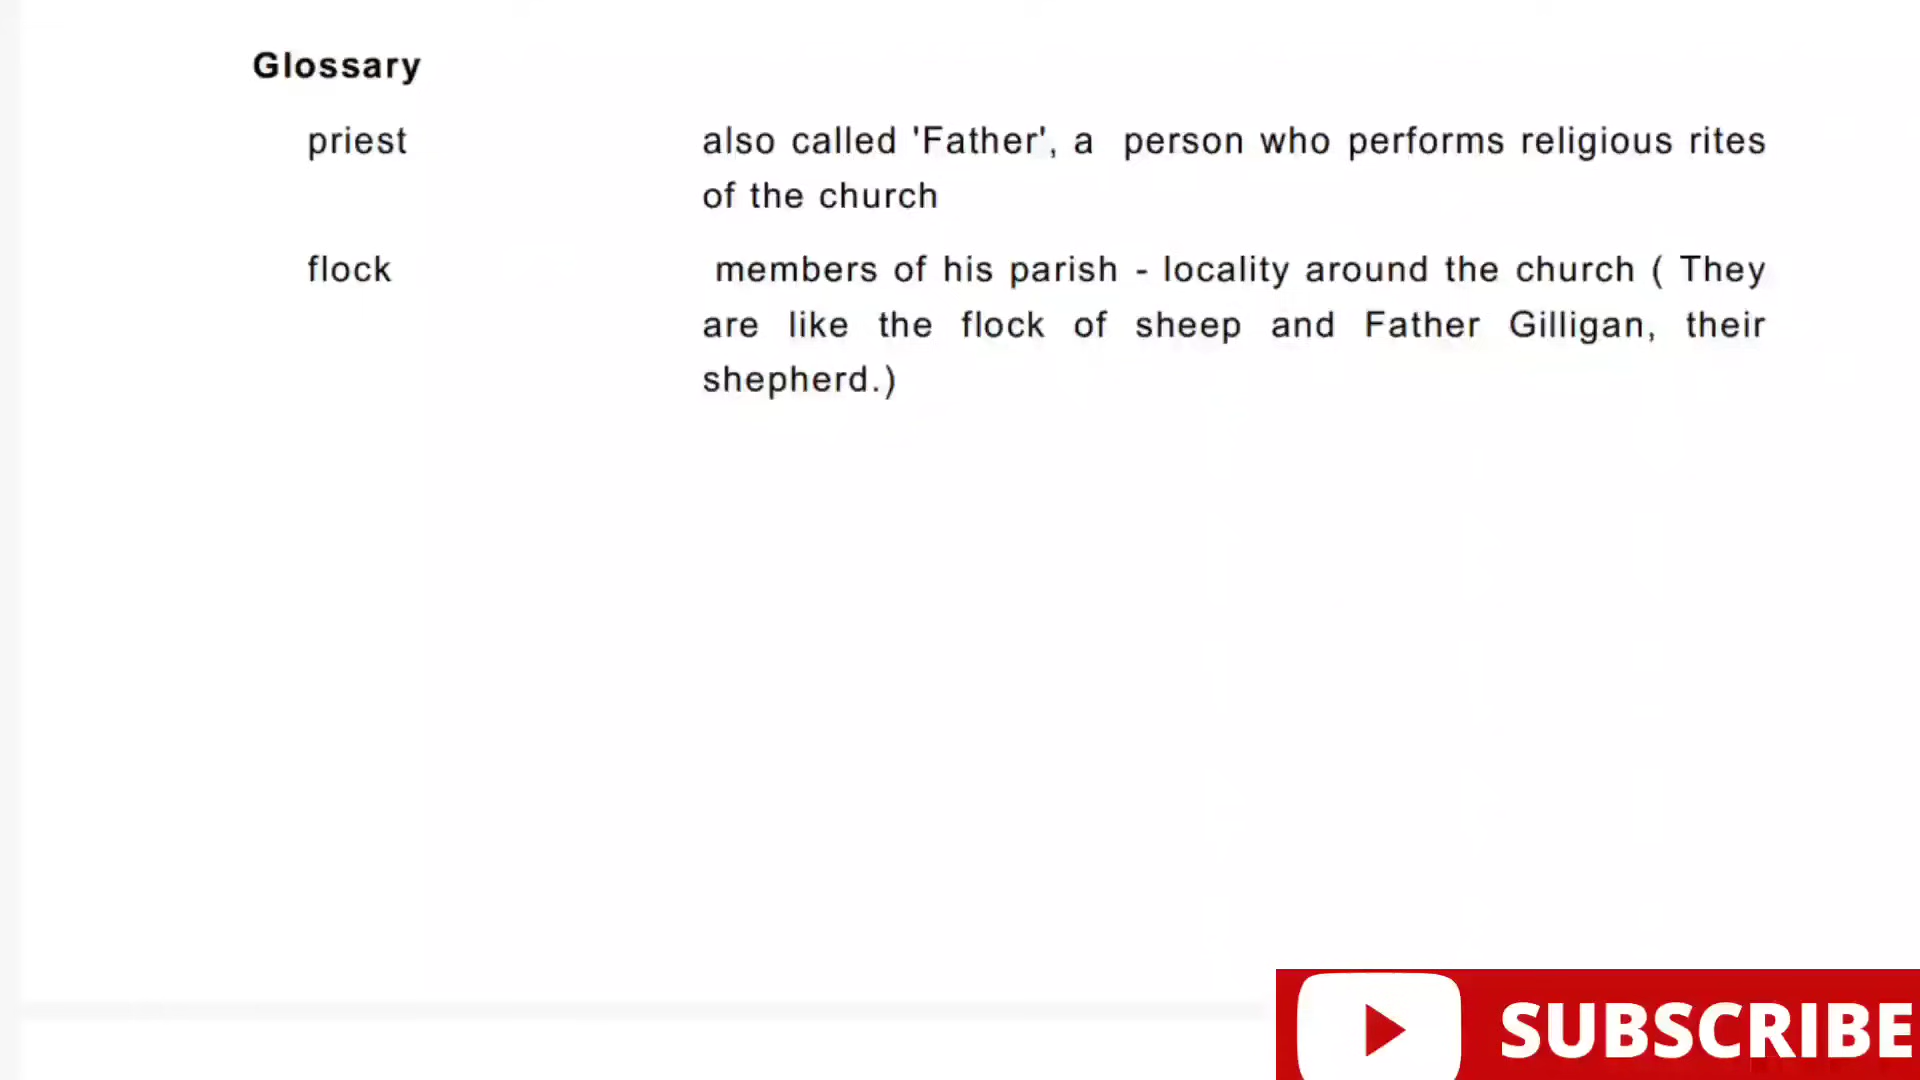 Glossary
priest also called 'Father', a person who performs religious rites
of the church
flock members of his parish - locality around the church ( They
are like the flock of sheep and Father Gilligan, their
shepherd.)
SUBSCRIBE